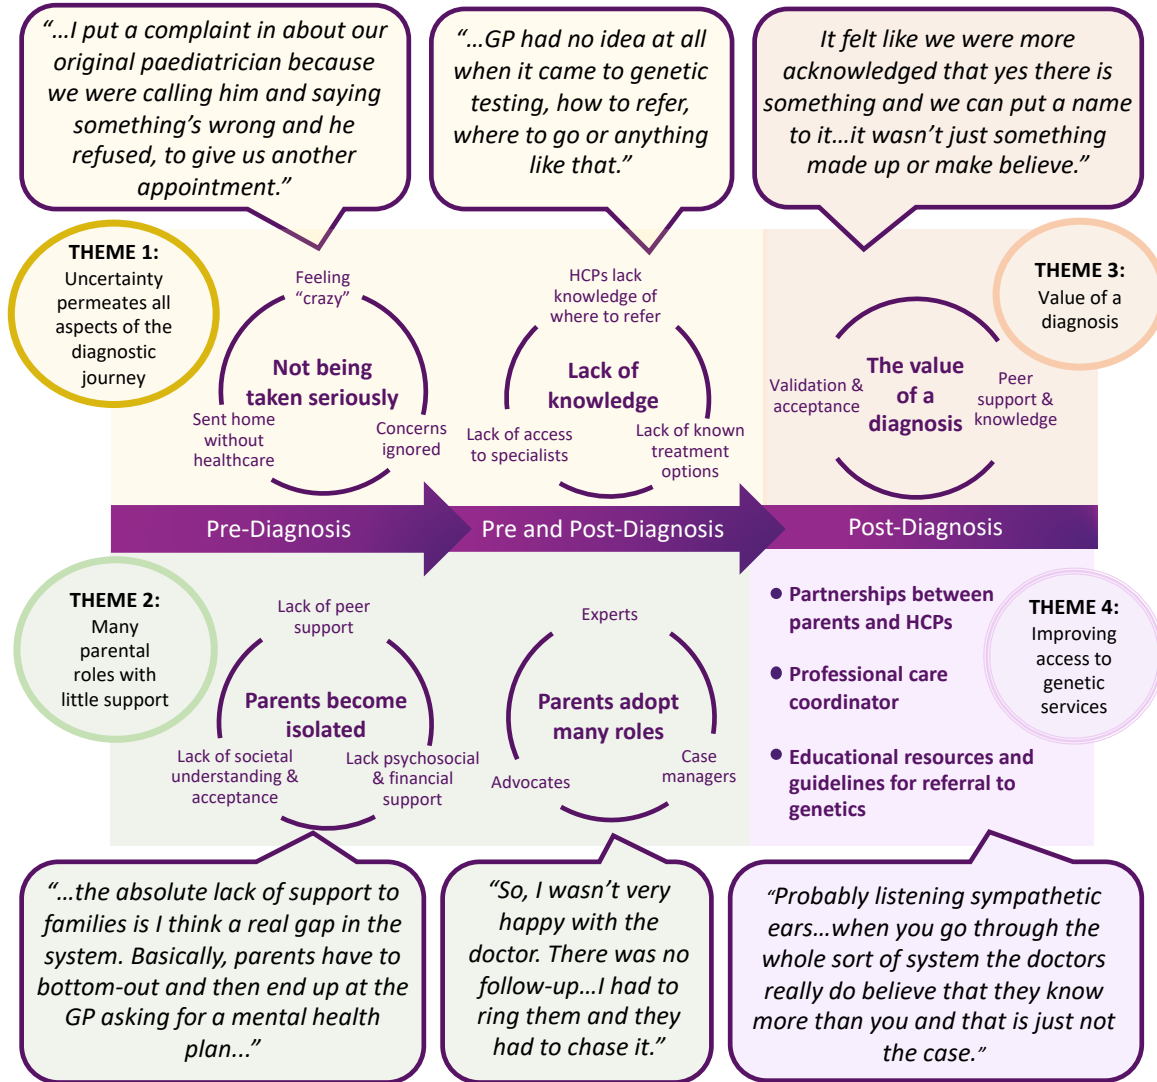 “…I put a complaint in about our
original paediatrician because
we were calling him and saying
something’s wrong and he
refused, to give us another
appointment.”
“…GP had no idea at all
when it came to genetic
testing, how to refer,
where to go or anything
like that.”
It felt like we were more
acknowledged that yes there is
something and we can put a name
to it…it wasn’t just something
made up or make believe.”
THEME 1:
Uncertainty
permeates all
aspects of the
diagnostic
journey
Feeling
“crazy”
Not being
taken seriously
Sent home
without
healthcare
Concerns
ignored
HCPs lack
knowledge of
where to refer
Lack of
knowledge
Lack of access
to specialists
Lack of known
treatment
options
THEME 3:
Value of a
diagnosis
Validation &
acceptance
The value
of a
diagnosis
Peer
support &
knowledge
Pre-Diagnosis
Pre and Post-Diagnosis
Post-Diagnosis
THEME 2:
Many
parental
roles with
little support
Lack of peer
support
Parents become
isolated
Lack of societal
understanding &
acceptance
Lack psychosocial
& financial
support
Experts
Parents adopt
many roles
Advocates
Case
managers
• Partnerships between
parents and HCPs
• Professional care
coordinator
• Educational resources and
guidelines for referral to
genetics
THEME 4:
Improving
access to
genetic
services
“…the absolute lack of support to
families is I think a real gap in the
system. Basically, parents have to
bottom-out and then end up at the
GP asking for a mental health
plan...”
“So, I wasn’t very
happy with the
doctor. There was no
follow-up…I had to
ring them and they
had to chase it.”
“Probably listening sympathetic
ears…when you go through the
whole sort of system the doctors
really do believe that they know
more than you and that is just not
the case.”